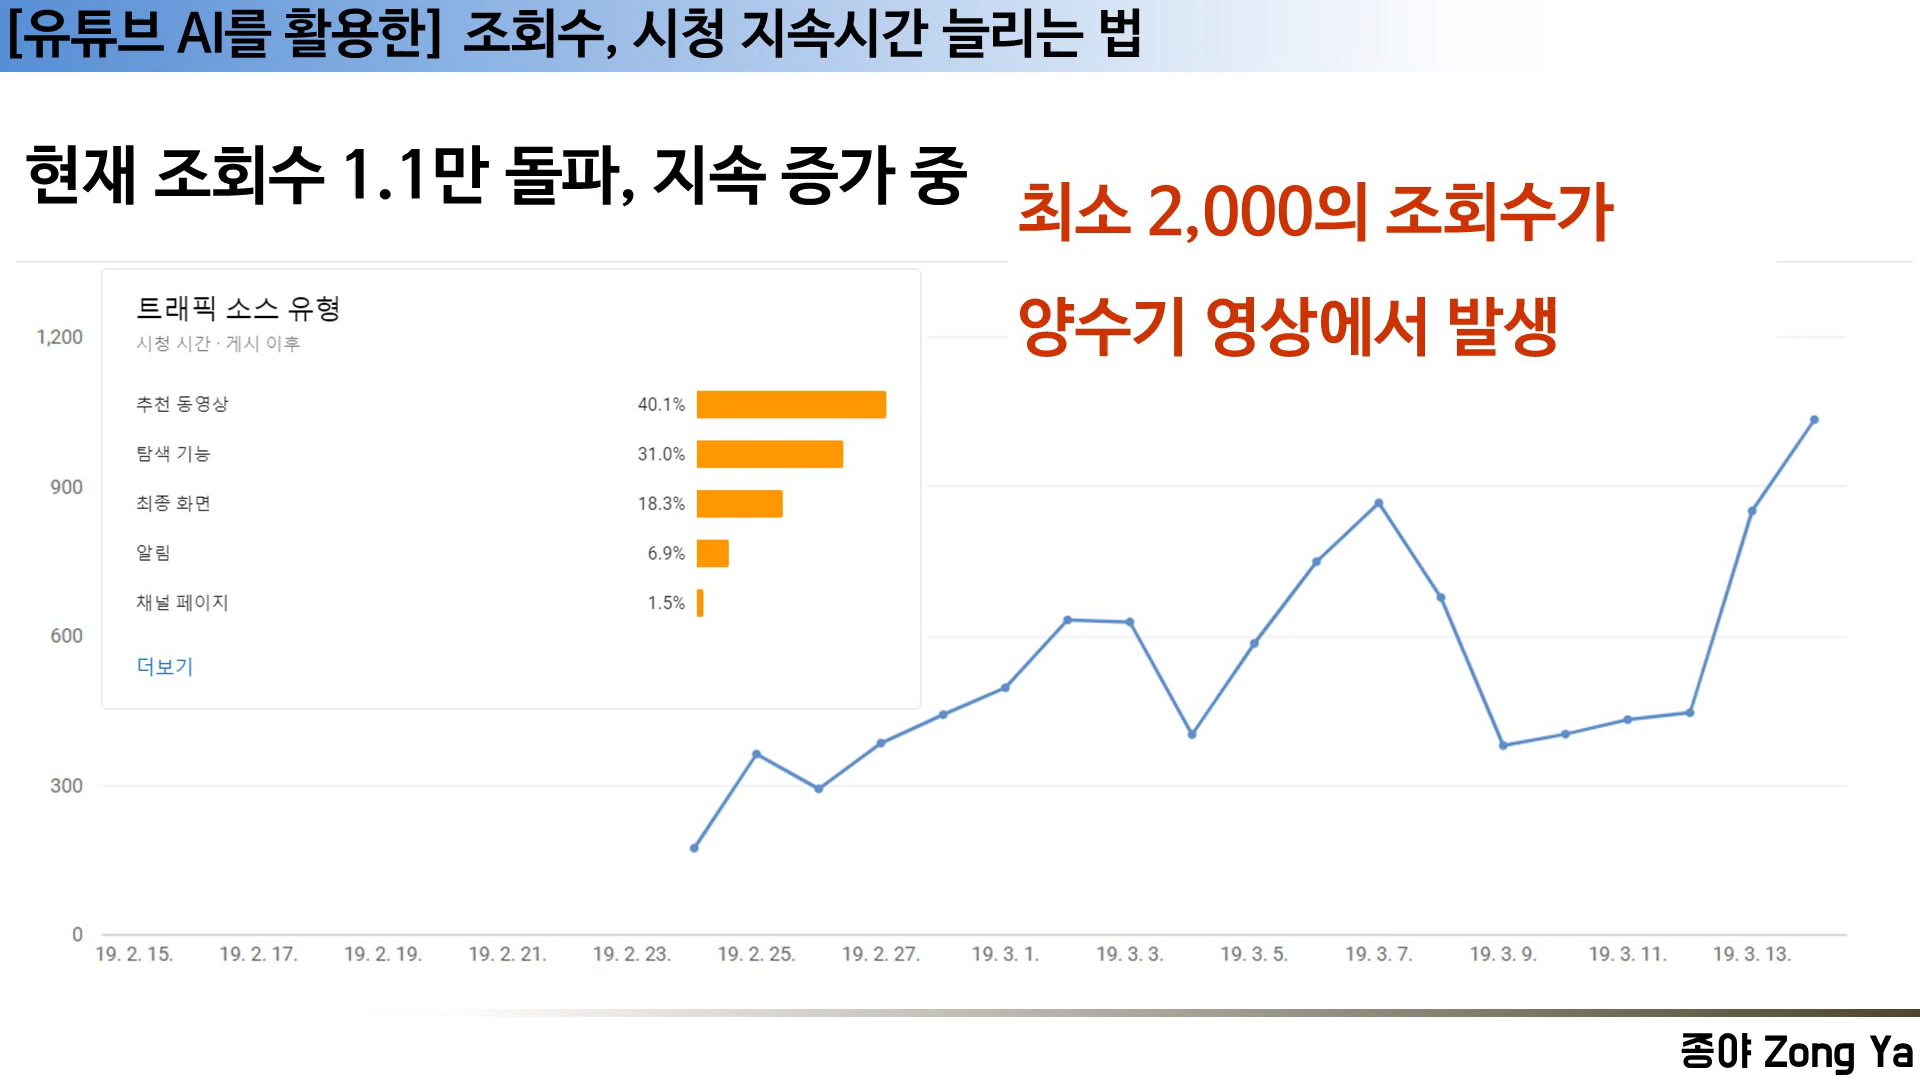 [유튜브 AI를 활용한] 조회수, 시청 지속시간 늘리는 법
현재 조회수 1.1만 돌파, 지속 증가 중
최소 2,000의 조회수가
양수기 영상에서 발생
트래픽 소스 유형
시청 시간 · 게시 이후
추천 동영상 40.1%
탐색 기능 31.0%
최종 화면 18.3%
알림 6.9%
채널 페이지 1.5%
더보기
1,200
900
600
300
0
19. 2. 15. 19. 2. 17. 19. 2. 19. 19. 2. 21. 19. 2. 23. 19. 2. 25. 19. 2. 27. 19. 3. 1. 19. 3. 3. 19. 3. 5. 19. 3. 7. 19. 3. 9. 19. 3. 11. 19. 3. 13.
종야 Zong Ya